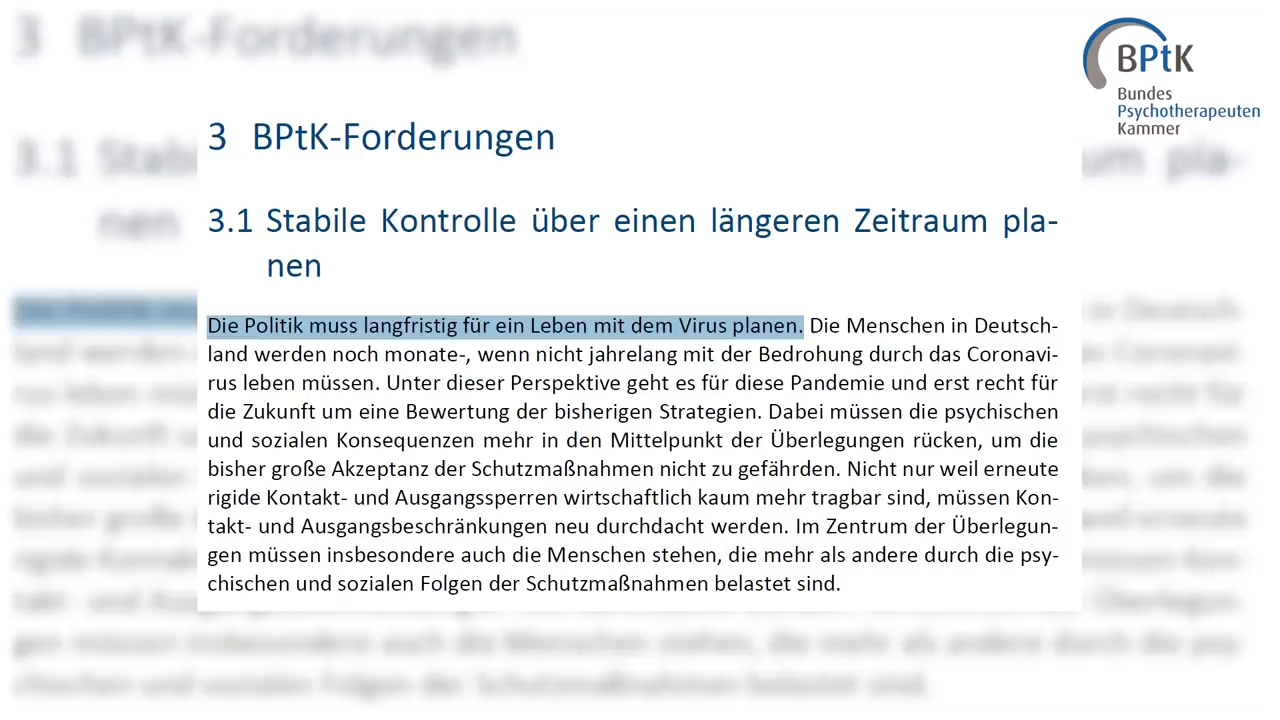 BPtK
Bundes
Psychotherapeuten
Kammer
3 BPtK-Forderungen
3.1 Stabile Kontrolle über einen längeren Zeitraum pla-
nen
Die Politik muss langfristig für ein Leben mit dem Virus planen. Die Menschen in Deutsch-
land werden noch monate-, wenn nicht jahrelang mit der Bedrohung durch das Coronavi-
rus leben müssen. Unter dieser Perspektive geht es für diese Pandemie und erst recht für
die Zukunft um eine Bewertung der bisherigen Strategien. Dabei müssen die psychischen
und sozialen Konsequenzen mehr in den Mittelpunkt der Überlegungen rücken, um die
bisher große Akzeptanz der Schutzmaßnahmen nicht zu gefährden. Nicht nur weil erneute
rigide Kontakt- und Ausgangssperren wirtschaftlich kaum mehr tragbar sind, müssen Kon-
takt- und Ausgangsbeschränkungen neu durchdacht werden. Im Zentrum der Überlegun-
gen müssen insbesondere auch die Menschen stehen, die mehr als andere durch die psy-
chischen und sozialen Folgen der Schutzmaßnahmen belastet sind.